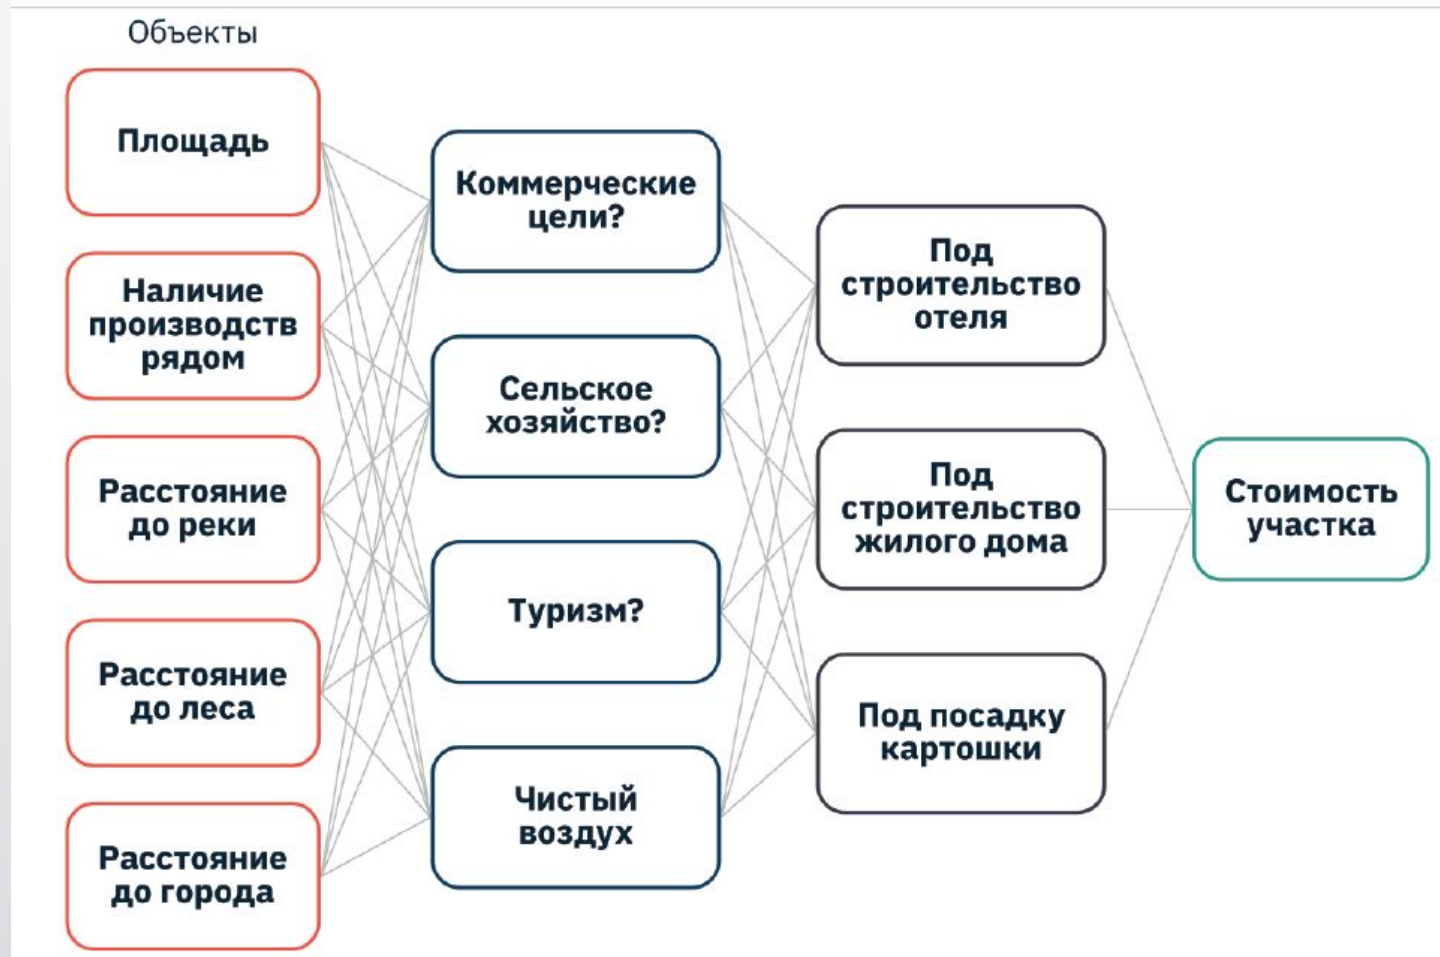 Объекты
Площадь
Наличие
производств
рядом
Расстояние
до реки
Расстояние
до леса
Расстояние
до города
Коммерческие
цели?
Сельское
хозяйство?
Туризм?
Чистый
воздух
Под
строительство
отеля
Под
строительство
жилого дома
Под посадку
картошки
Стоимость
участка